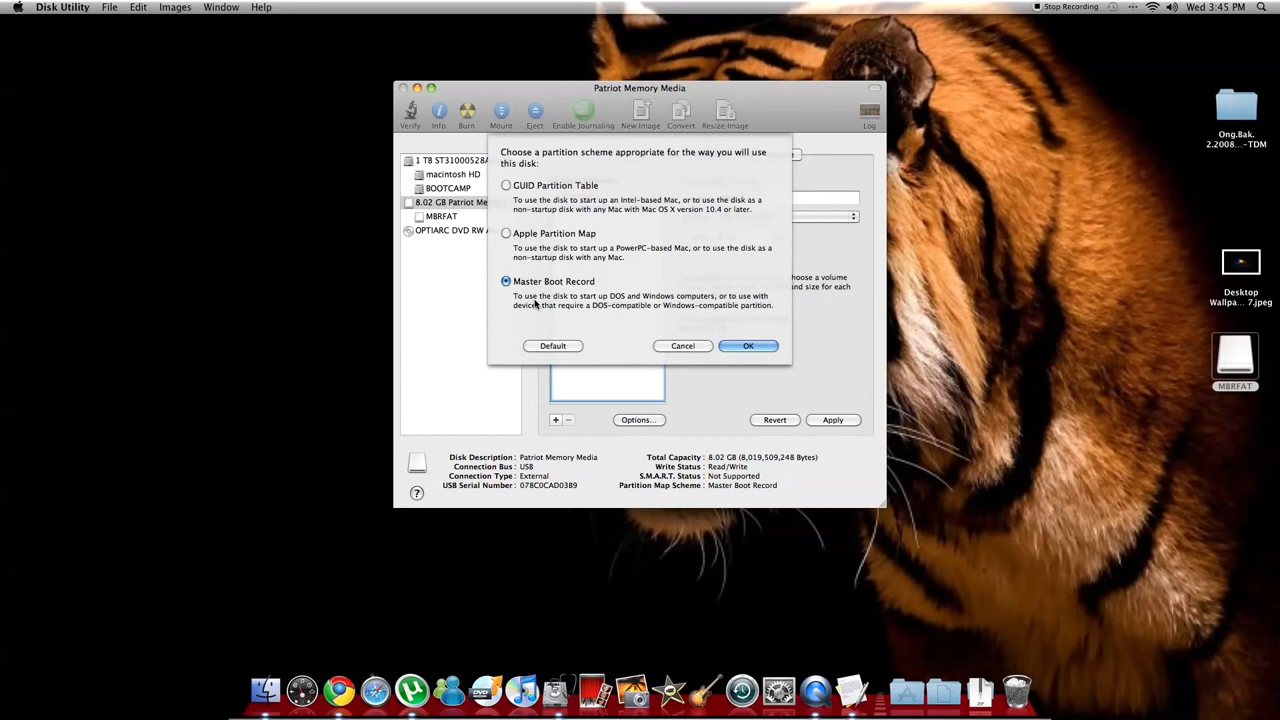 Disk Utility File Edit Images Window Help
Stop Recording Wed 3:45 PM
Patriot Memory Media
Verify Info Burn Mount Eject Enable Journaling New Image Convert Resize Image Log
1 TB ST31000528A
macintosh HD
BOOTCAMP
8.02 GB Patriot Me
MBRFAT
OPTIARC DVD RW
Choose a partition scheme appropriate for the way you will use
this disk:
GUID Partition Table
To use the disk to start up an Intel-based Mac, or to use the disk as a
non-startup disk with any Mac with Mac OS X version 10.4 or later.
Apple Partition Map
To use the disk to start up a PowerPC-based Mac, or to use the disk as a
non-startup disk with any Mac.
Master Boot Record
To use the disk to start up DOS and Windows computers, or to use with
devices that require a DOS-compatible or Windows-compatible partition.
Default Cancel OK
hoose a volume
and size for each
+ − Options... Revert Apply
Disk Description : Patriot Memory Media
Connection Bus : USB
Connection Type : External
USB Serial Number : 078C0CAD03B9
Total Capacity : 8.02 GB (8,019,509,248 Bytes)
Write Status : Read/Write
S.M.A.R.T. Status : Not Supported
Partition Map Scheme : Master Boot Record
?
Ong.Bak.
2.2008...-TDM
Desktop
Wallpa...7.jpeg
MBRFAT